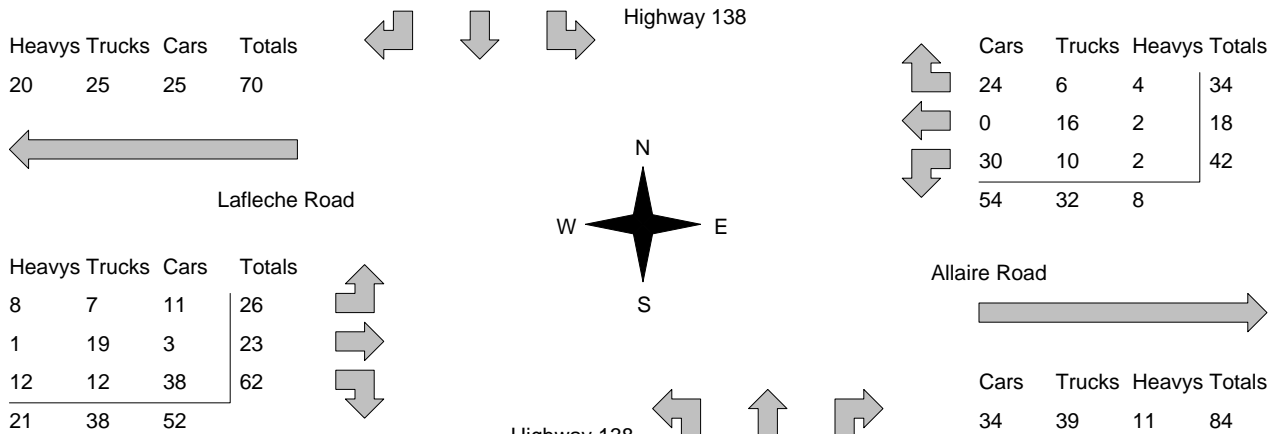 Highway 138
Heavys Trucks Cars Totals
20 25 25 70
Cars Trucks Heavys Totals
24 6 4 34
0 16 2 18
30 10 2 42
54 32 8
Lafleche Road
N
W E
S
Heavys Trucks Cars Totals
8 7 11 26
1 19 3 23
12 12 38 62
21 38 52
Allaire Road
Cars Trucks Heavys Totals
34 39 11 84
Highway 138